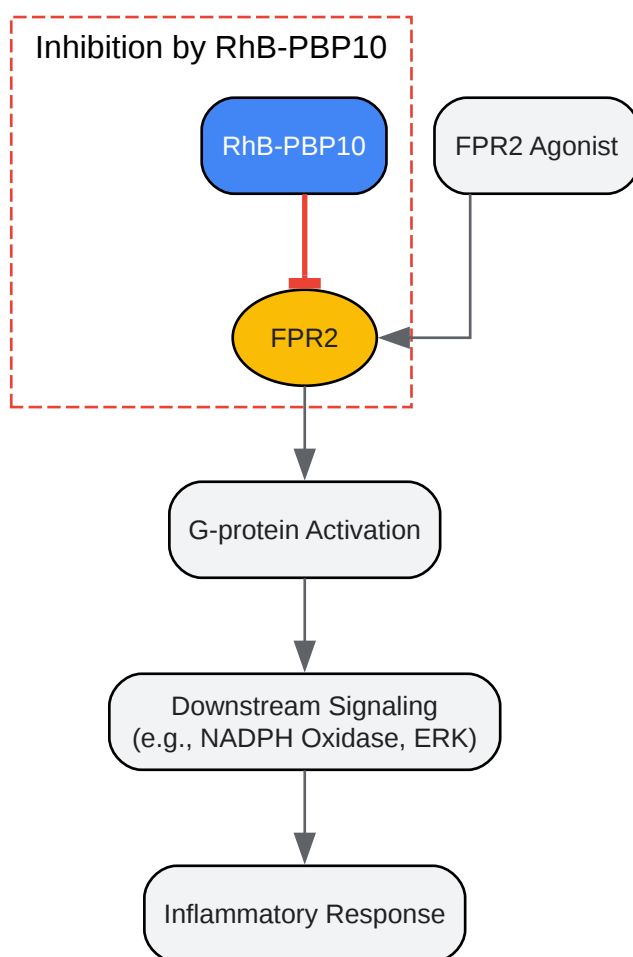 Inhibition by RhB-PBP10
RhB-PBP10
FPR2 Agonist
FPR2
G-protein Activation
Downstream Signaling
(e.g., NADPH Oxidase, ERK)
Inflammatory Response